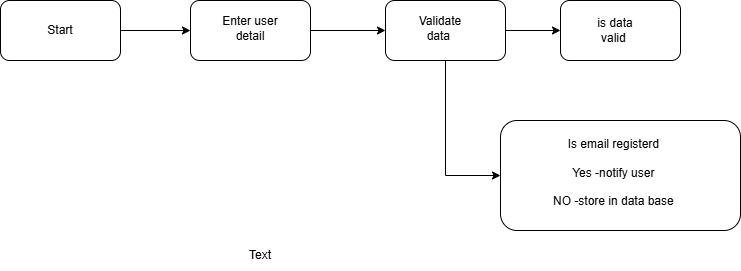 Start
Enter user
detail
Validate
data
is data
valid
Is email registerd
Yes -notify user
NO -store in data base
Text